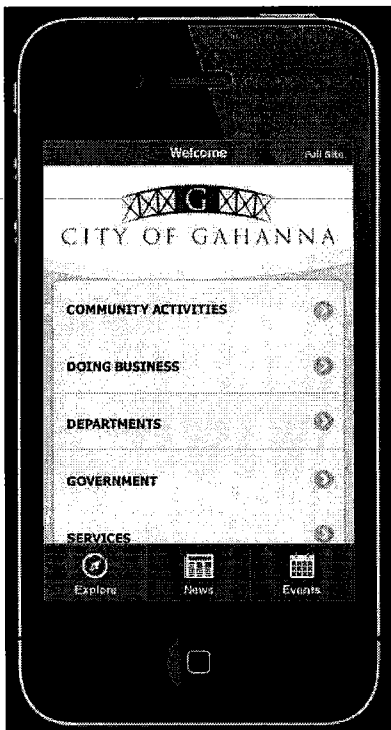 Welcome Full Site
G
CITY OF GAHANNA
COMMUNITY ACTIVITIES
DOING BUSINESS
DEPARTMENTS
GOVERNMENT
SERVICES
Explore News Events